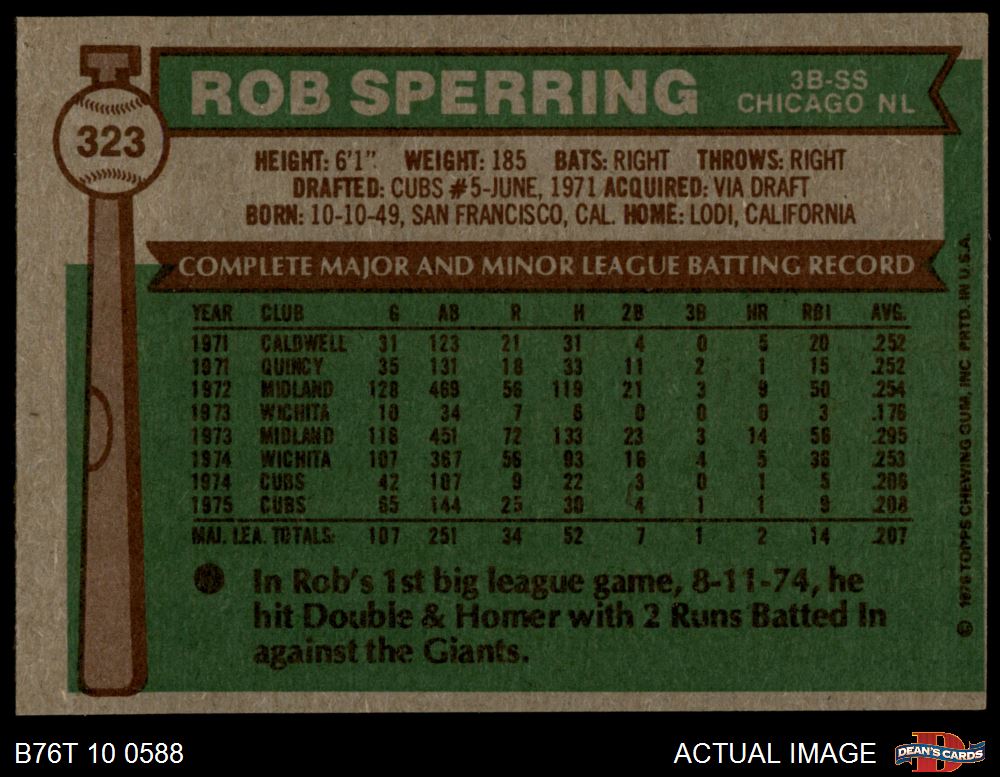 323
ROB SPERRING
3B-SS
CHICAGO NL
HEIGHT: 6'1". WEIGHT: 185 BATS: RIGHT THROWS: RIGHT
DRAFTED: CUBS #5-JUNE, 1971 ACQUIRED: VIA DRAFT
BORN: 10-10-49, SAN FRANCISCO, CAL. HOME: LODI, CALIFORNIA
COMPLETE MAJOR AND MINOR LEAGUE BATTING RECORD
YEAR CLUB G AB R H 2B 3B HR RBI AVG.
1971 CALDWELL 31 123 21 31 4 0 5 20 .252
1971 QUINCY 35 131 18 33 11 2 1 15 .252
1972 MIDLAND 128 469 56 119 21 3 9 50 .254
1973 WICHITA 10 34 7 6 0 0 0 3 .176
1973 MIDLAND 118 451 72 133 23 3 14 56 .295
1974 WICHITA 107 367 56 93 16 4 5 36 .253
1974 CUBS 42 107 9 22 3 0 1 5 .206
1975 CUBS 65 144 25 30 4 1 1 9 .208
MAJ. LEA. TOTALS: 107 251 34 52 7 1 2 14 .207
In Rob's 1st big league game, 8-11-74, he
hit Double & Homer with 2 Runs Batted In
against the Giants.
© 1976 TOPPS CHEWING GUM, INC. PRTD. IN U.S.A.
B76T 10 0588
ACTUAL IMAGE
DEAN'S CARDS